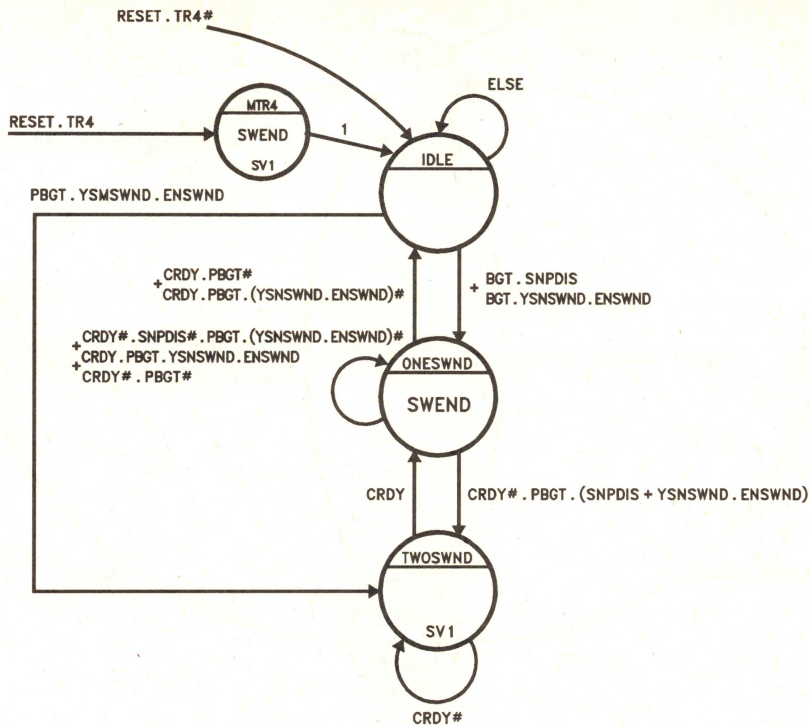 RESET . TR4#
ELSE
MTR4
RESET . TR4
SWEND
1
IDLE
SV1
PBGT . YSMSWND . ENSWND
+ CRDY . PBGT#
CRDY . PBGT . (YSNSWND . ENSWND)#
+ BGT . SNPDIS
BGT . YSNSWND . ENSWND
+ CRDY# . SNPDIS# . PBGT . (YSNSWND . ENSWND)#
+ CRDY . PBGT . YSNSWND . ENSWND
CRDY# . PBGT#
ONESWND
SWEND
CRDY
CRDY# . PBGT . (SNPDIS + YSNSWND . ENSWND)
TWOSWND
SV1
CRDY#